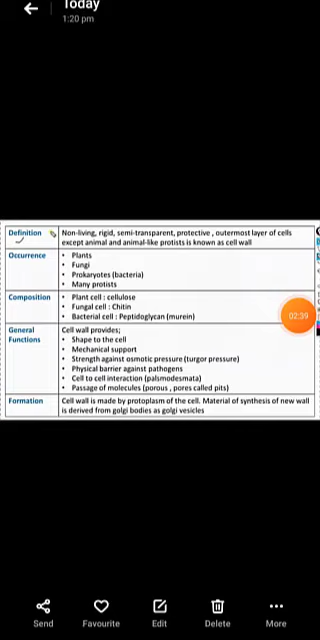 Today
1:20 pm
Definition Non-living, rigid, semi-transparent, protective , outermost layer of cells
except animal and animal-like protists is known as cell wall
Occurrence • Plants
• Fungi
• Prokaryotes (bacteria)
• Many protists
Composition • Plant cell : cellulose
• Fungal cell : Chitin
• Bacterial cell : Peptidoglycan (murein)
02:39
General Functions Cell wall provides;
• Shape to the cell
• Mechanical support
• Strength against osmotic pressure (turgor pressure)
• Physical barrier against pathogens
• Cell to cell interaction (palsmodesmata)
• Passage of molecules (porous , pores called pits)
Formation Cell wall is made by protoplasm of the cell. Material of synthesis of new wall
is derived from golgi bodies as golgi vesicles
Send Favourite Edit Delete More